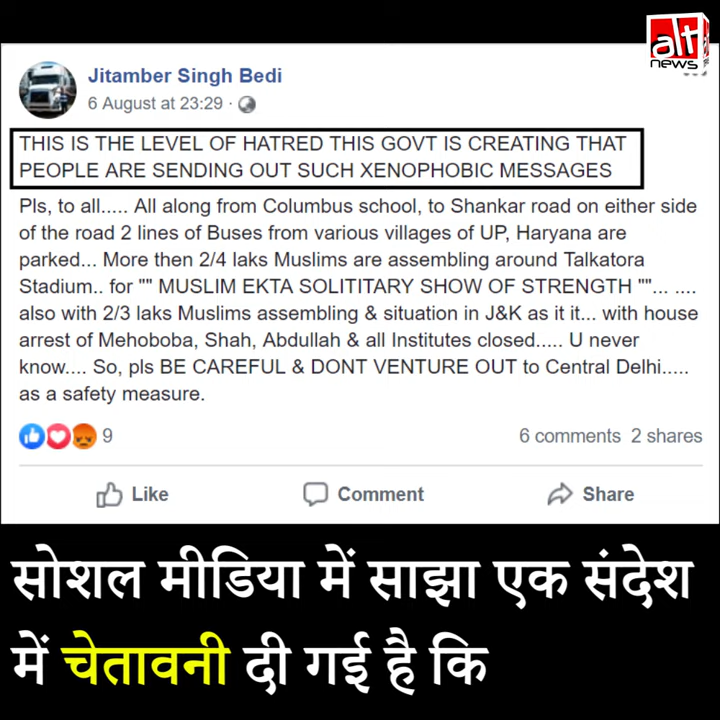 alt
news
Jitamber Singh Bedi
6 August at 23:29 ·
THIS IS THE LEVEL OF HATRED THIS GOVT IS CREATING THAT
PEOPLE ARE SENDING OUT SUCH XENOPHOBIC MESSAGES
Pls, to all..... All along from Columbus school, to Shankar road on either side
of the road 2 lines of Buses from various villages of UP, Haryana are
parked... More then 2/4 laks Muslims are assembling around Talkatora
Stadium.. for "" MUSLIM EKTA SOLITITARY SHOW OF STRENGTH ""... ....
also with 2/3 laks Muslims assembling & situation in J&K as it it... with house
arrest of Mehoboba, Shah, Abdullah & all Institutes closed..... U never
know.... So, pls BE CAREFUL & DONT VENTURE OUT to Central Delhi.....
as a safety measure.
9
6 comments 2 shares
Like Comment Share
सोशल मीडिया में साझा एक संदेश
में चेतावनी दी गई है कि